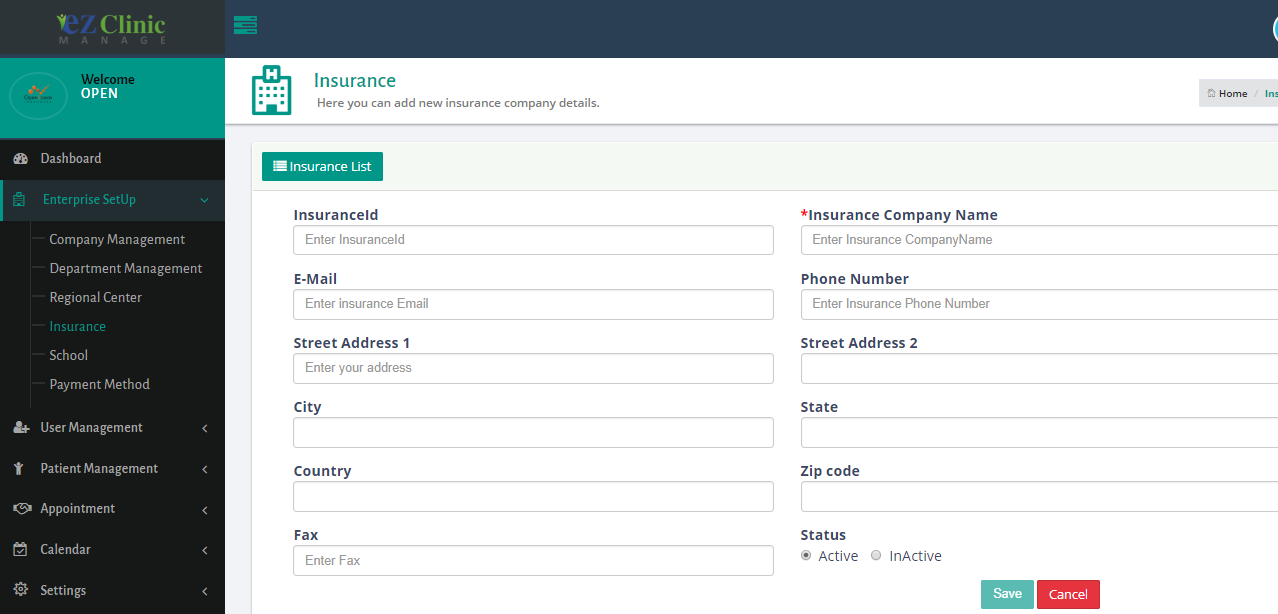 ezClinic
MANAGE
Welcome
OPEN
Dashboard
Enterprise SetUp
Company Management
Department Management
Regional Center
Insurance
School
Payment Method
User Management
Patient Management
Appointment
Calendar
Settings
Insurance
Here you can add new insurance company details.
Home / Ins
Insurance List
InsuranceId
Enter InsuranceId
*Insurance Company Name
Enter Insurance CompanyName
E-Mail
Enter insurance Email
Phone Number
Enter Insurance Phone Number
Street Address 1
Enter your address
Street Address 2
City
State
Country
Zip code
Fax
Enter Fax
Status
Active InActive
Save Cancel